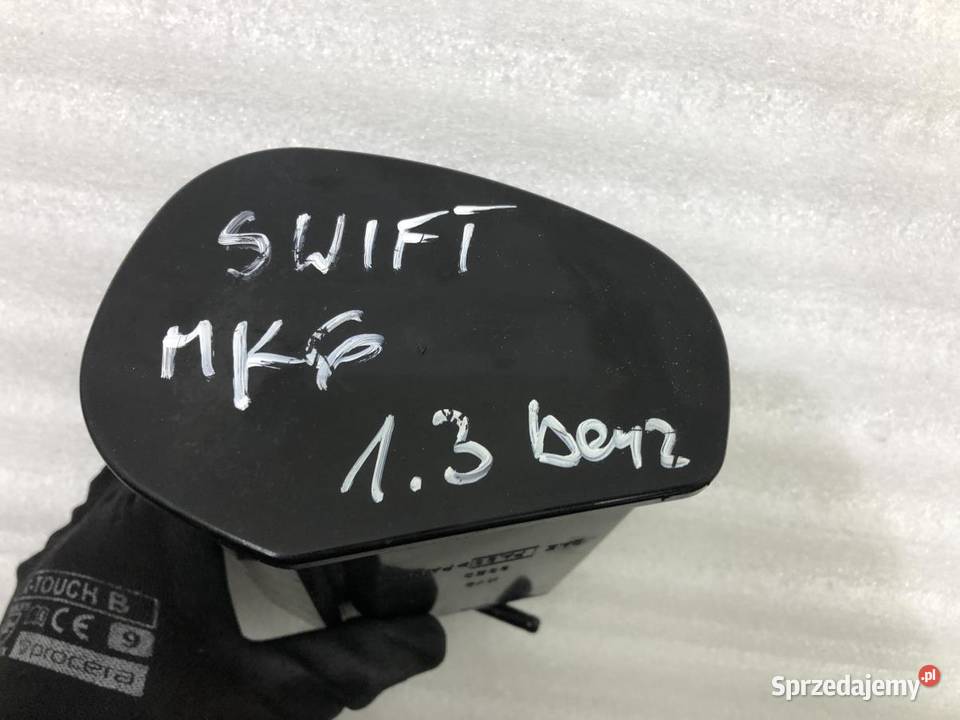 SWIFT
MK6
1.3 benz
X-TOUCH B
CE 9
procera
Sprzedajemy.pl